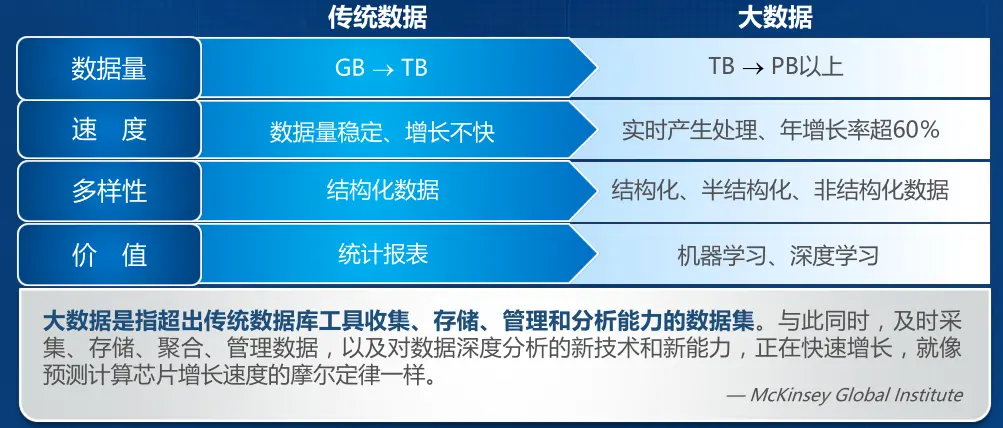 传统数据 大数据
数据量 GB → TB TB → PB以上
速 度 数据量稳定、增长不快 实时产生处理、年增长率超60%
多样性 结构化数据 结构化、半结构化、非结构化数据
价 值 统计报表 机器学习、深度学习
大数据是指超出传统数据库工具收集、存储、管理和分析能力的数据集。与此同时，及时采
集、存储、聚合、管理数据，以及对数据深度分析的新技术和新能力，正在快速增长，就像
预测计算芯片增长速度的摩尔定律一样。
— McKinsey Global Institute